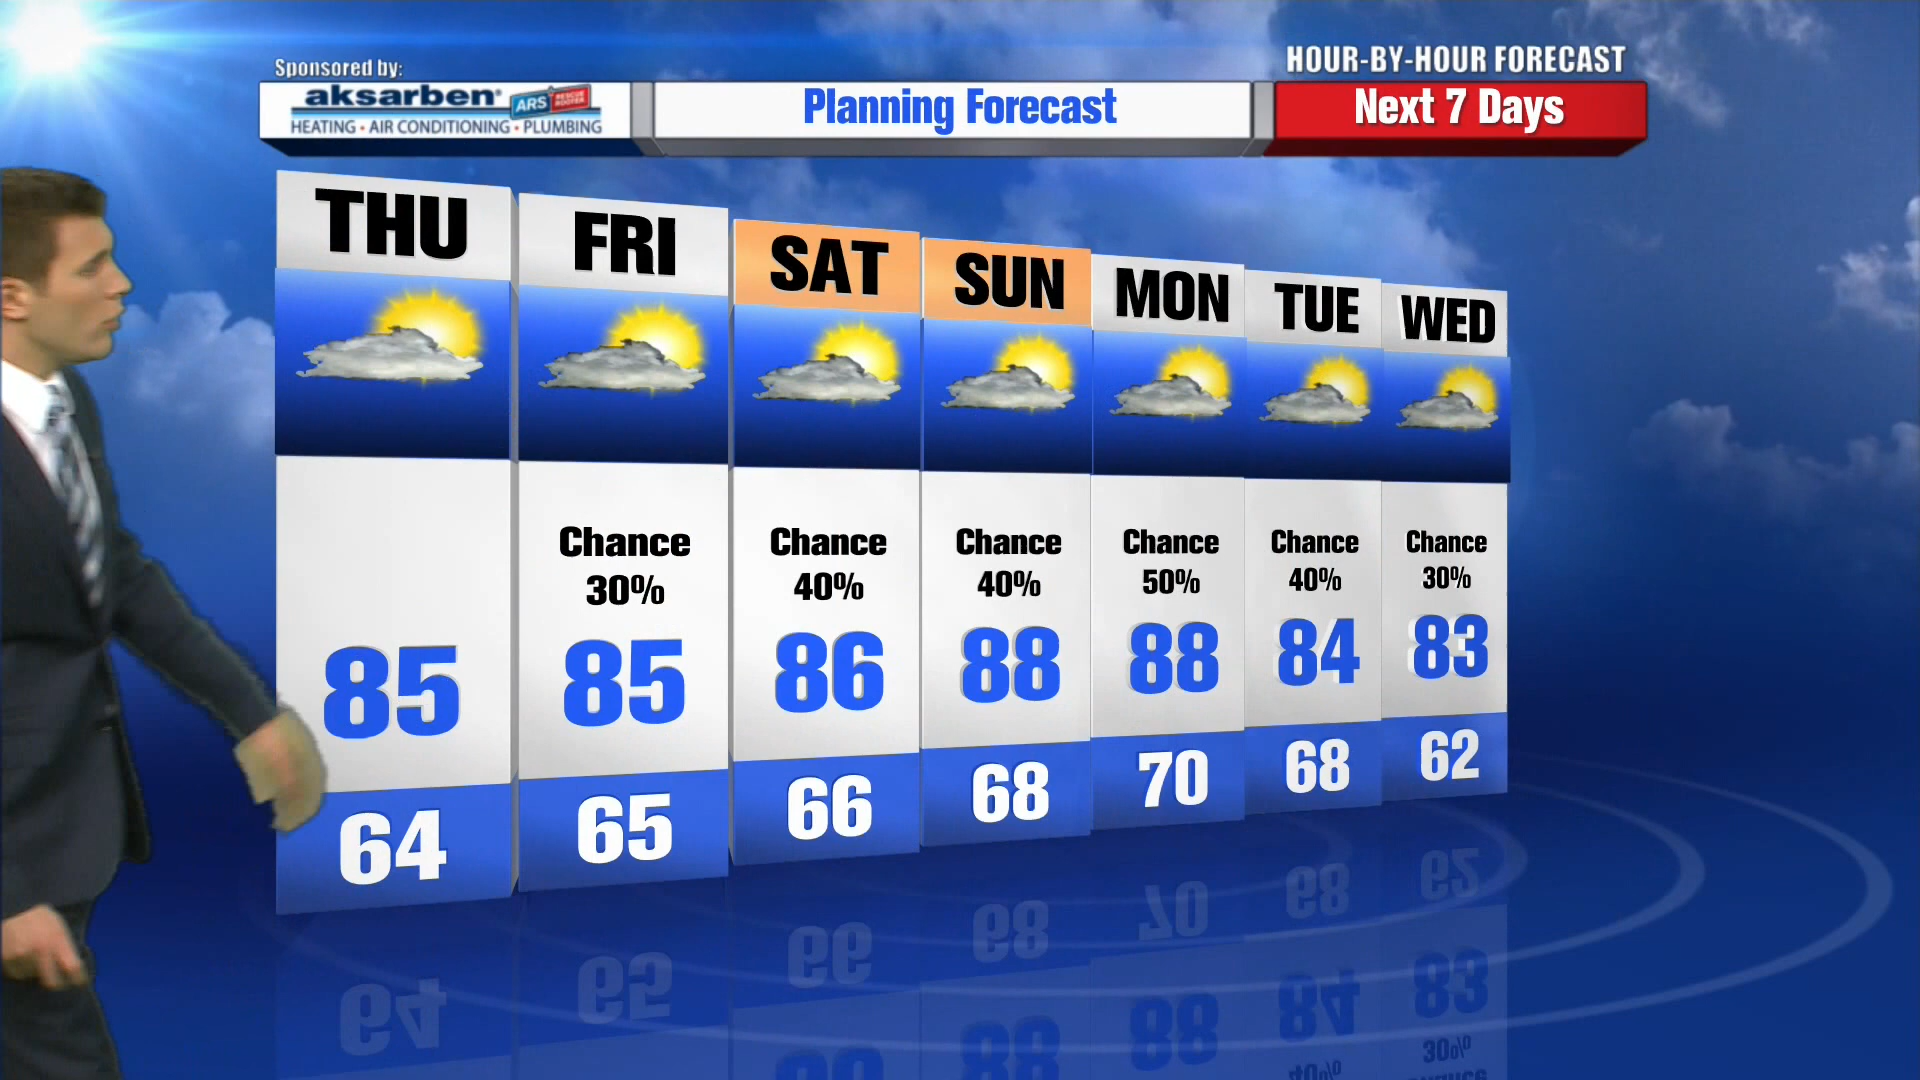 Sponsored by:
aksarben®
ARS RESCUE ROOTER
HEATING • AIR CONDITIONING • PLUMBING
Planning Forecast
HOUR-BY-HOUR FORECAST
Next 7 Days
THU
FRI
SAT
SUN
MON
TUE
WED
Chance
30%
Chance
40%
Chance
40%
Chance
50%
Chance
40%
Chance
30%
85
85
86
88
88
84
83
64
65
66
68
70
68
62